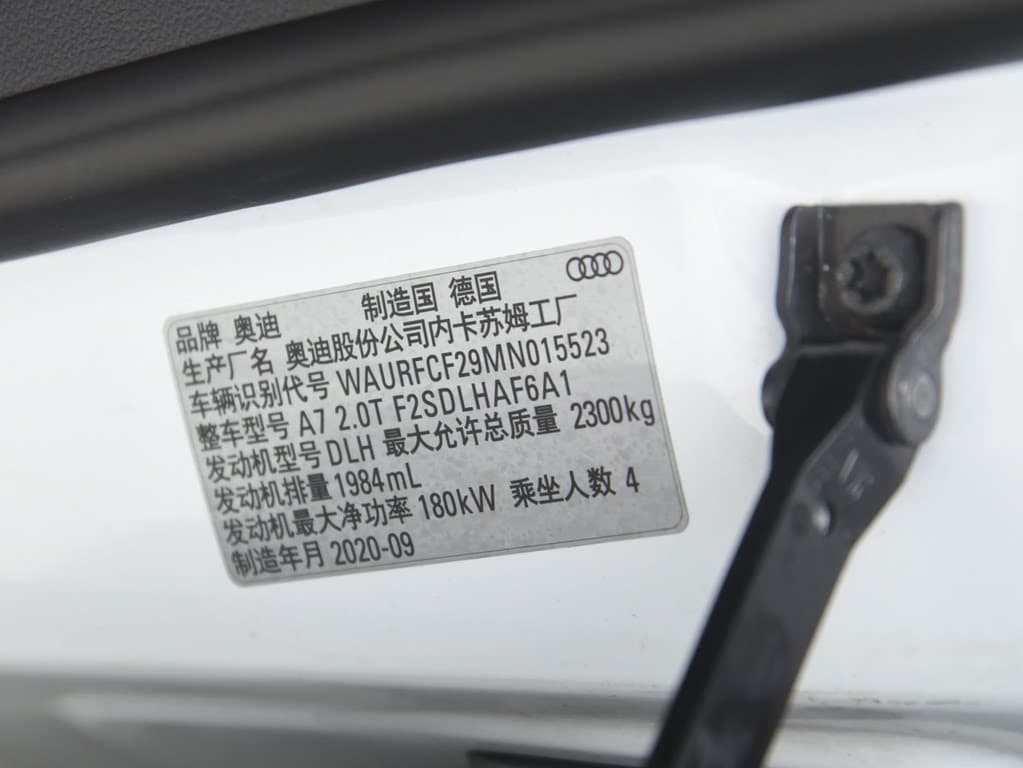 品牌 奥迪 制造国 德国
生产厂名 奥迪股份公司内卡苏姆工厂
车辆识别代号 WAURFCF29MN015523
整车型号 A7 2.0T F2SDLHAF6A1
发动机型号 DLH 最大允许总质量 2300kg
发动机排量 1984mL
发动机最大净功率 180kW 乘坐人数 4
制造年月 2020-09